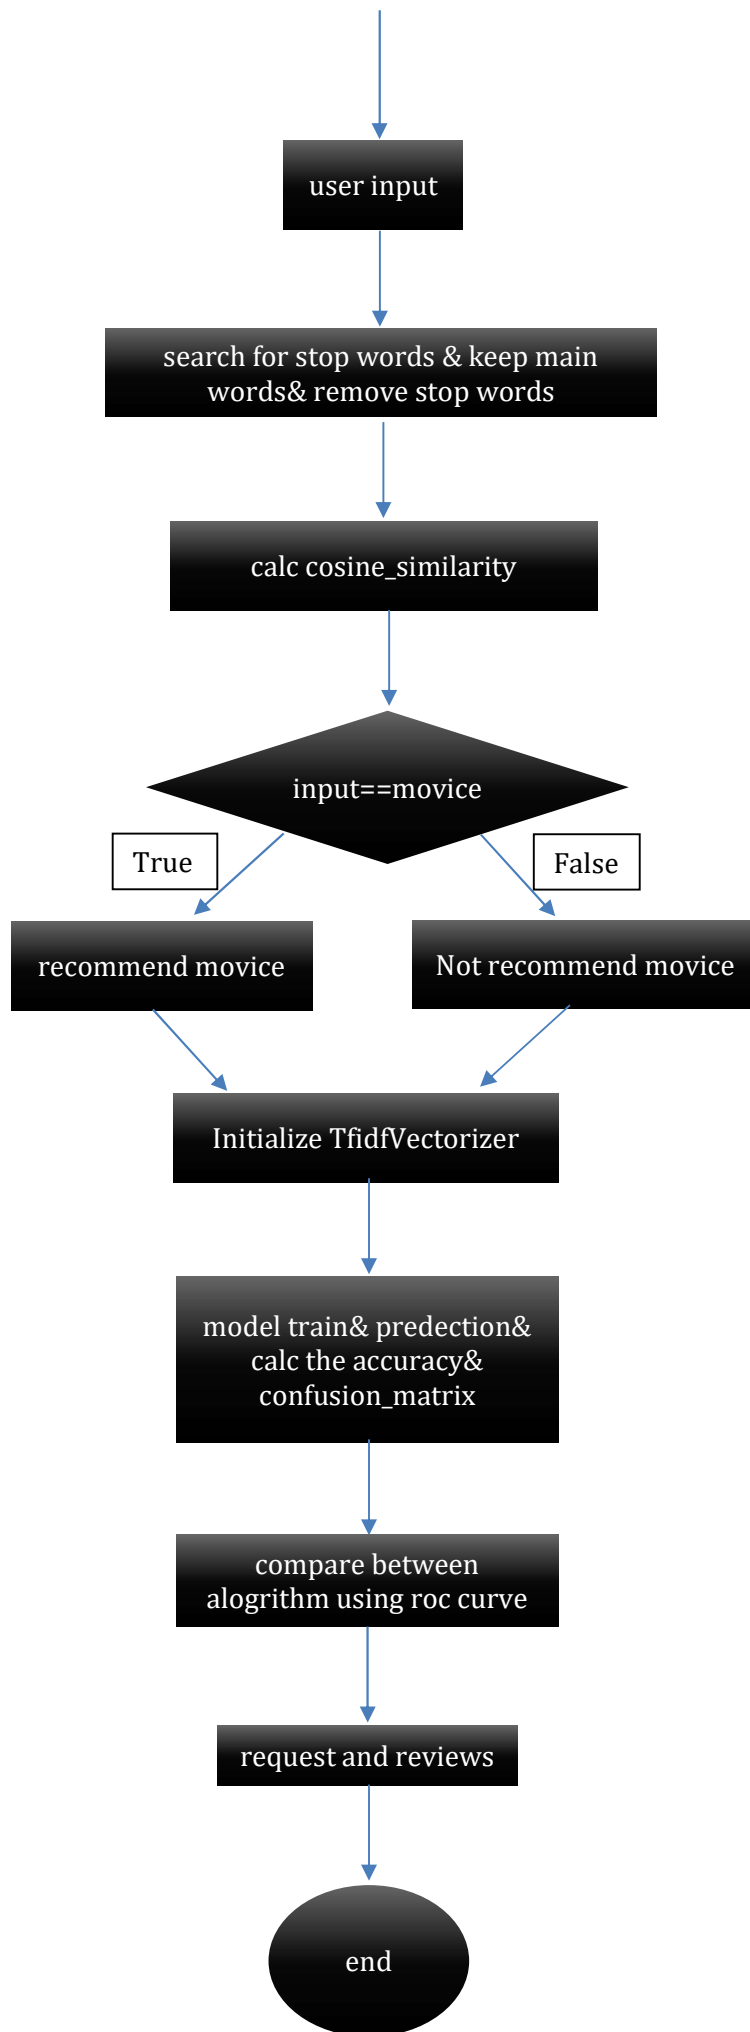 user input
search for stop words & keep main
words& remove stop words
calc cosine_similarity
input==movice
True
False
recommend movice
Not recommend movice
Initialize TfidfVectorizer
model train& predection&
calc the accuracy&
confusion_matrix
compare between
alogrithm using roc curve
request and reviews
end